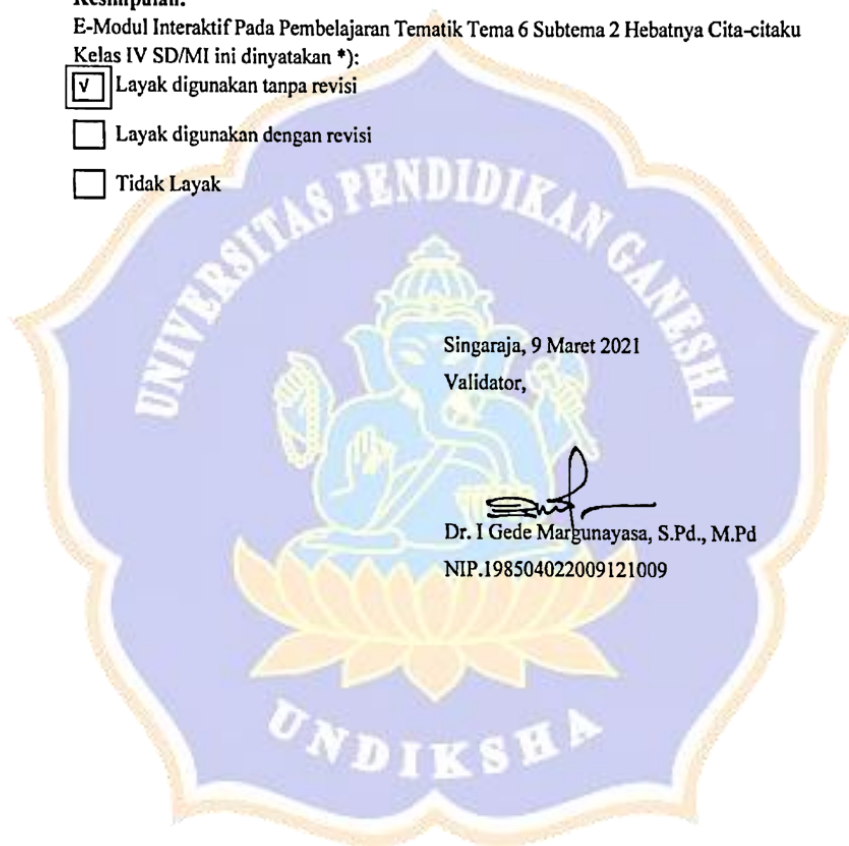 Kesimpulan:
E-Modul Interaktif Pada Pembelajaran Tematik Tema 6 Subtema 2 Hebatnya Cita-citaku
Kelas IV SD/MI ini dinyatakan *):
√ Layak digunakan tanpa revisi
Layak digunakan dengan revisi
Tidak Layak
UNIVERSITAS PENDIDIKAN GANESHA
Singaraja, 9 Maret 2021
Validator,
Dr. I Gede Margunayasa, S.Pd., M.Pd
NIP.198504022009121009
UNDIKSHA